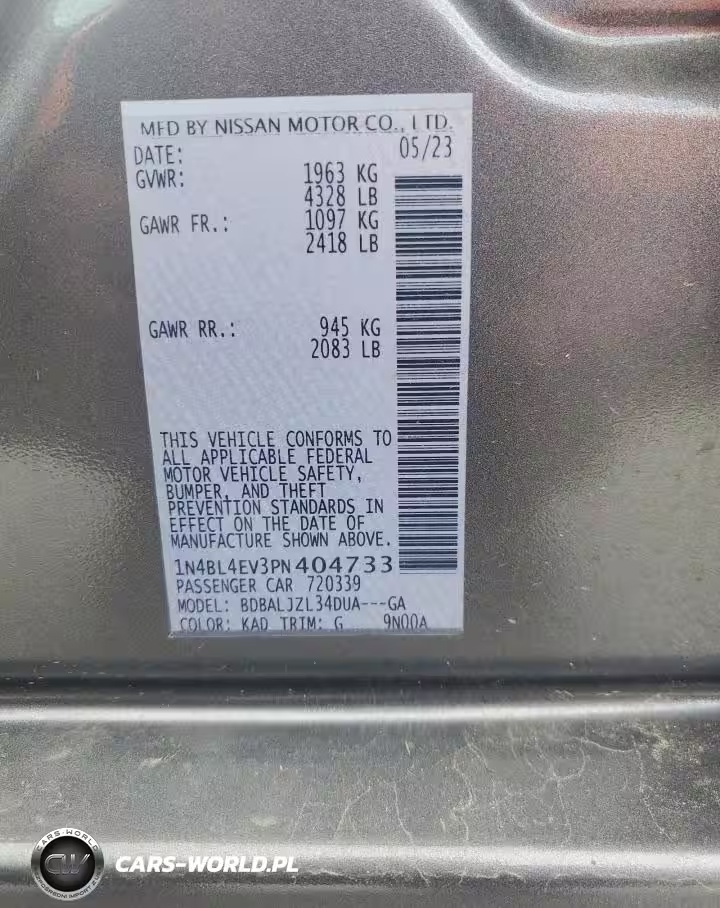 MFD BY NISSAN MOTOR CO., LTD.
DATE: 05/23
GVWR: 1963 KG
4328 LB
GAWR FR.: 1097 KG
2418 LB
GAWR RR.: 945 KG
2083 LB
THIS VEHICLE CONFORMS TO
ALL APPLICABLE FEDERAL
MOTOR VEHICLE SAFETY,
BUMPER, AND THEFT
PREVENTION STANDARDS IN
EFFECT ON THE DATE OF
MANUFACTURE SHOWN ABOVE.
1N4BL4EV3PN404733
PASSENGER CAR 720339
MODEL: BDBALJZL34DUA---GA
COLOR: KAD TRIM: G 9N00A
CARS-WORLD
CW
CARS-WORLD.PL